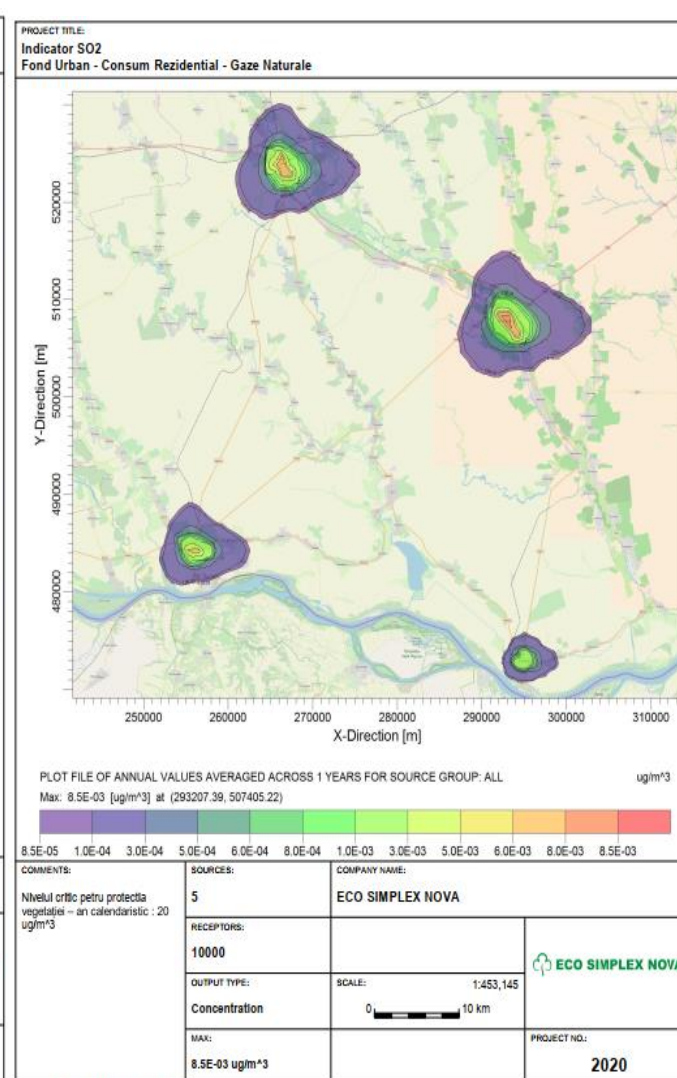 PROJECT TITLE:
Indicator SO2
Fond Urban - Consum Rezidential - Gaze Naturale
Y-Direction [m]
520000
510000
500000
490000
480000
250000 260000 270000 280000 290000 300000 310000
X-Direction [m]
PLOT FILE OF ANNUAL VALUES AVERAGED ACROSS 1 YEARS FOR SOURCE GROUP: ALL ug/m^3
Max: 8.5E-03 [ug/m^3] at (293207.39, 507405.22)
8.5E-05 1.0E-04 3.0E-04 5.0E-04 6.0E-04 8.0E-04 1.0E-03 3.0E-03 5.0E-03 6.0E-03 8.0E-03 8.5E-03
COMMENTS:
Nivelul critic petru protectia
vegetației – an calendaristic : 20
ug/m^3
SOURCES:
5
COMPANY NAME:
ECO SIMPLEX NOVA
RECEPTORS:
10000
OUTPUT TYPE:
Concentration
SCALE: 1:453,145
0 10 km
ECO SIMPLEX NOVA
MAX:
8.5E-03 ug/m^3
PROJECT NO.:
2020